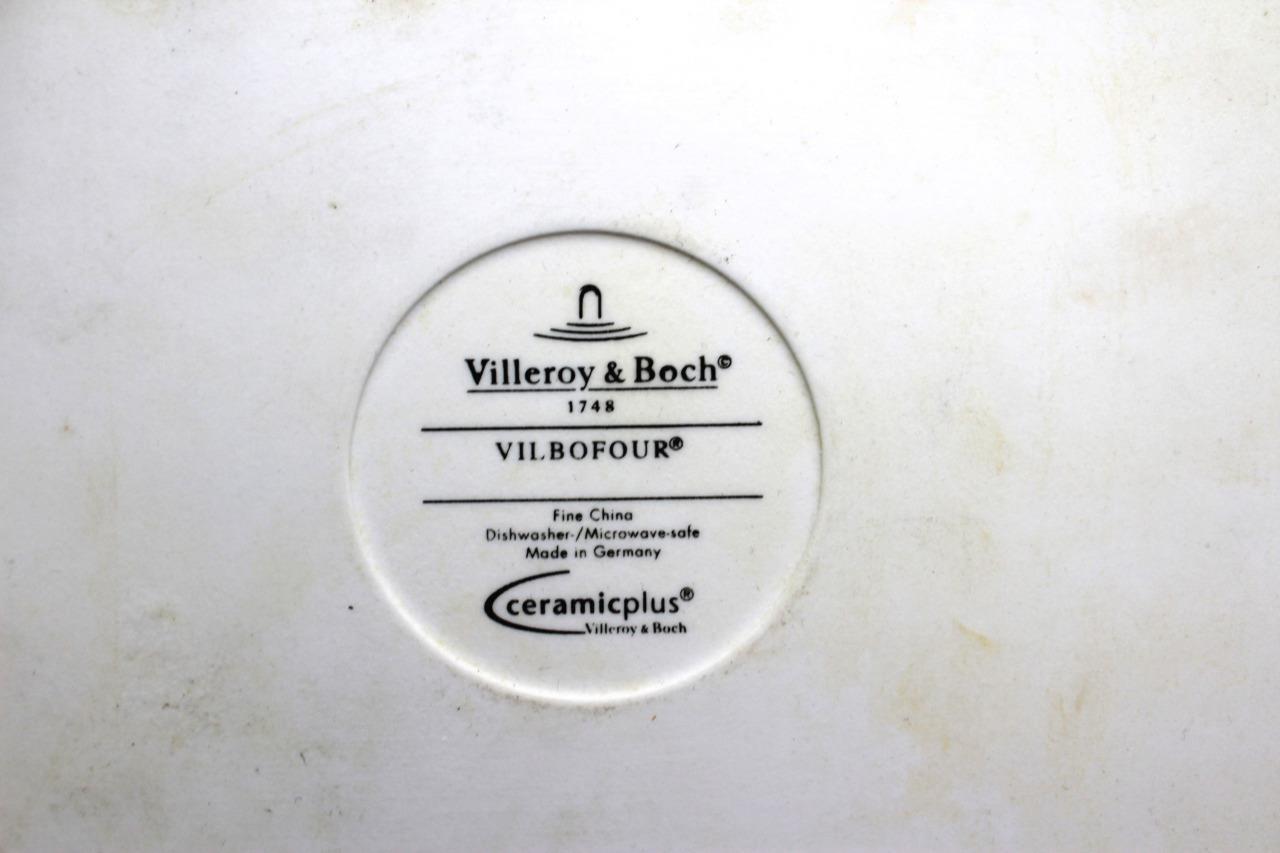 Villeroy & Boch©
1748
VILBOFOUR®
Fine China
Dishwasher-/Microwave-safe
Made in Germany
ceramicplus®
Villeroy & Boch